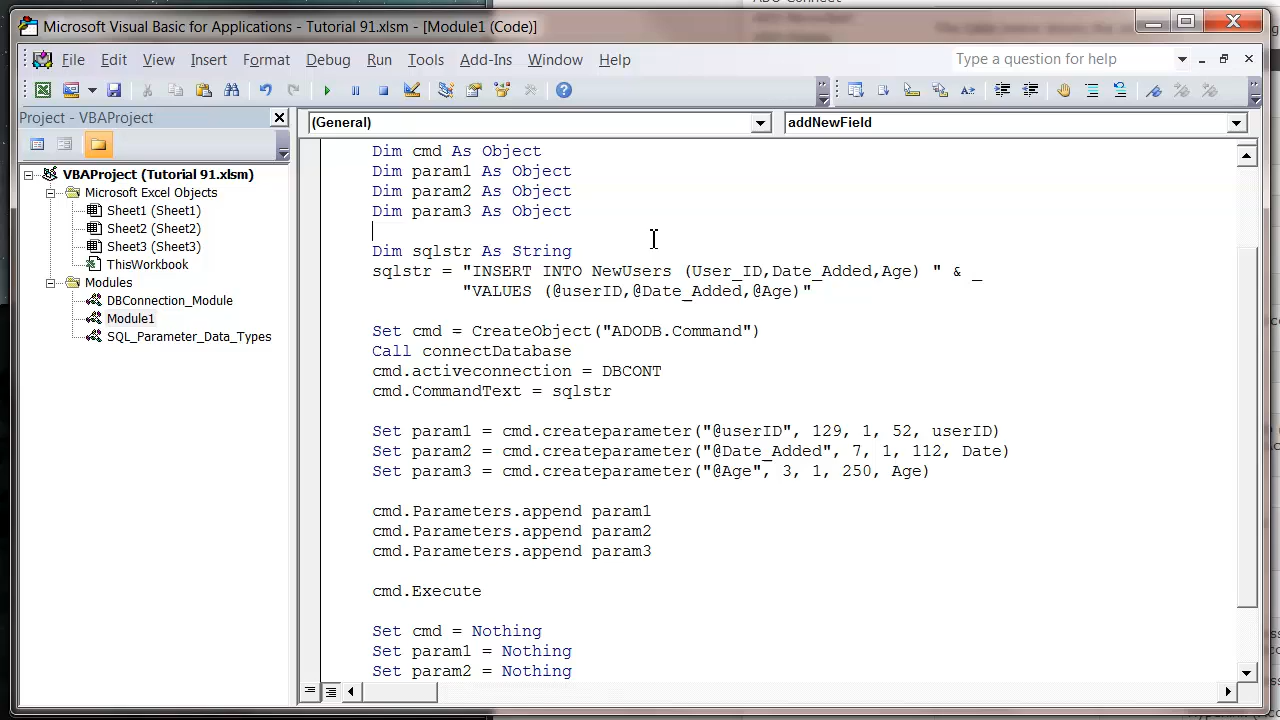 Microsoft Visual Basic for Applications - Tutorial 91.xlsm - [Module1 (Code)]
File Edit View Insert Format Debug Run Tools Add-Ins Window Help Type a question for help
Project - VBAProject
(General) addNewField
VBAProject (Tutorial 91.xlsm)
Microsoft Excel Objects
Sheet1 (Sheet1)
Sheet2 (Sheet2)
Sheet3 (Sheet3)
ThisWorkbook
Modules
DBConnection_Module
Module1
SQL_Parameter_Data_Types
Dim cmd As Object
Dim param1 As Object
Dim param2 As Object
Dim param3 As Object
Dim sqlstr As String
sqlstr = "INSERT INTO NewUsers (User_ID,Date_Added,Age) " & _
"VALUES (@userID,@Date_Added,@Age)"
Set cmd = CreateObject("ADODB.Command")
Call connectDatabase
cmd.activeconnection = DBCONT
cmd.CommandText = sqlstr
Set param1 = cmd.createparameter("@userID", 129, 1, 52, userID)
Set param2 = cmd.createparameter("@Date_Added", 7, 1, 112, Date)
Set param3 = cmd.createparameter("@Age", 3, 1, 250, Age)
cmd.Parameters.append param1
cmd.Parameters.append param2
cmd.Parameters.append param3
cmd.Execute
Set cmd = Nothing
Set param1 = Nothing
Set param2 = Nothing